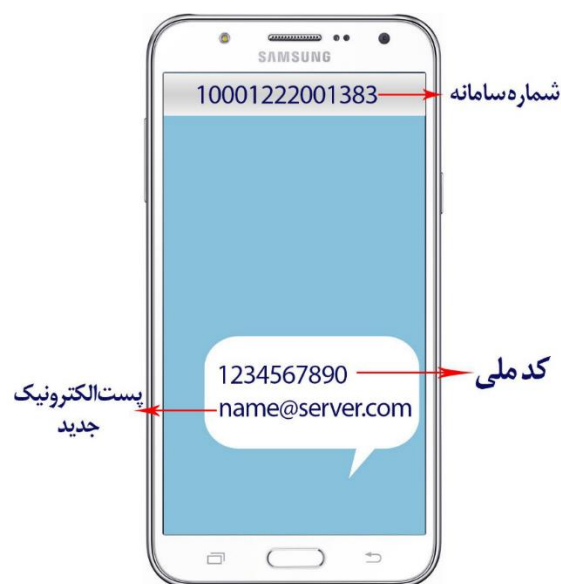 SAMSUNG
10001222001383
شماره سامانه
1234567890
کد ملی
name@server.com
پست الکترونیک
جدید